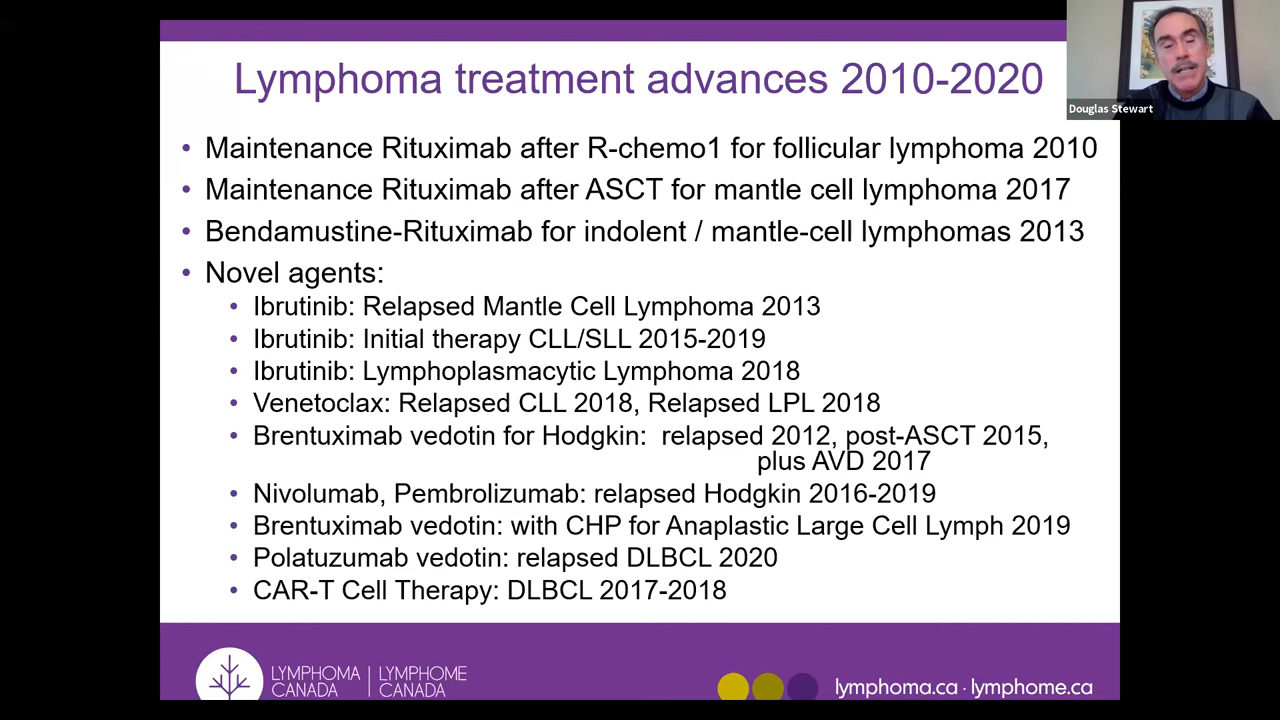 Lymphoma treatment advances 2010-2020
Douglas Stewart
• Maintenance Rituximab after R-chemo1 for follicular lymphoma 2010
• Maintenance Rituximab after ASCT for mantle cell lymphoma 2017
• Bendamustine-Rituximab for indolent / mantle-cell lymphomas 2013
• Novel agents:
• Ibrutinib: Relapsed Mantle Cell Lymphoma 2013
• Ibrutinib: Initial therapy CLL/SLL 2015-2019
• Ibrutinib: Lymphoplasmacytic Lymphoma 2018
• Venetoclax: Relapsed CLL 2018, Relapsed LPL 2018
• Brentuximab vedotin for Hodgkin: relapsed 2012, post-ASCT 2015,
plus AVD 2017
• Nivolumab, Pembrolizumab: relapsed Hodgkin 2016-2019
• Brentuximab vedotin: with CHP for Anaplastic Large Cell Lymph 2019
• Polatuzumab vedotin: relapsed DLBCL 2020
• CAR-T Cell Therapy: DLBCL 2017-2018
LYMPHOMA | LYMPHOME
CANADA | CANADA
lymphoma.ca · lymphome.ca